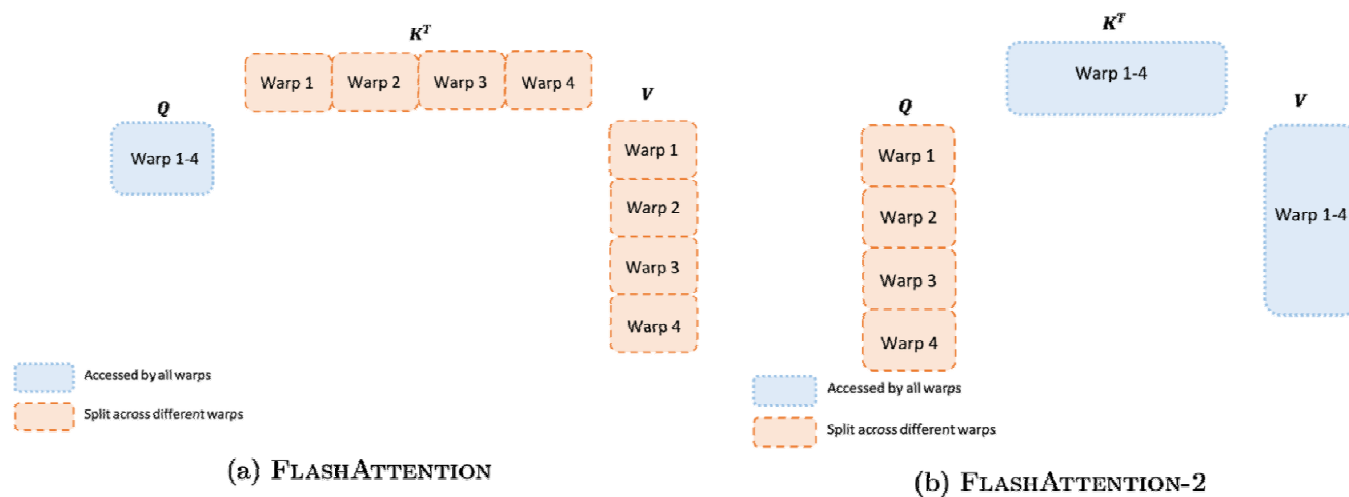 K^T
Warp 1
Warp 2
Warp 3
Warp 4
Q
Warp 1-4
V
Warp 1
Warp 2
Warp 3
Warp 4
Accessed by all warps
Split across different warps
(a) FLASHATTENTION
K^T
Warp 1-4
Q
Warp 1
Warp 2
Warp 3
Warp 4
V
Warp 1-4
Accessed by all warps
Split across different warps
(b) FLASHATTENTION-2